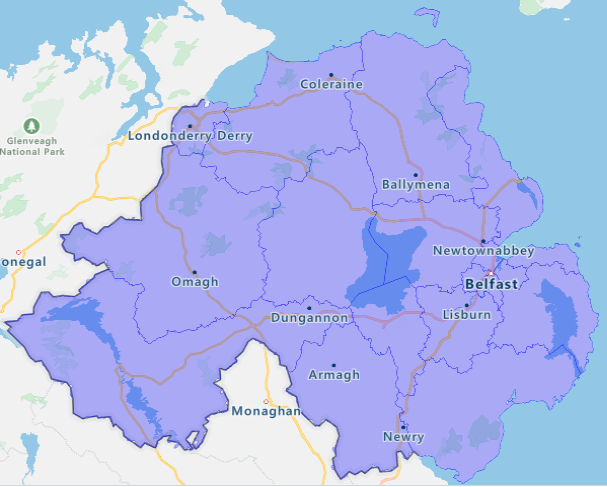 Coleraine
Londonderry Derry
Glenveagh
National Park
Ballymena
Newtownabbey
onegal
Omagh
Belfast
Dungannon
Lisburn
Armagh
Monaghan
Newry